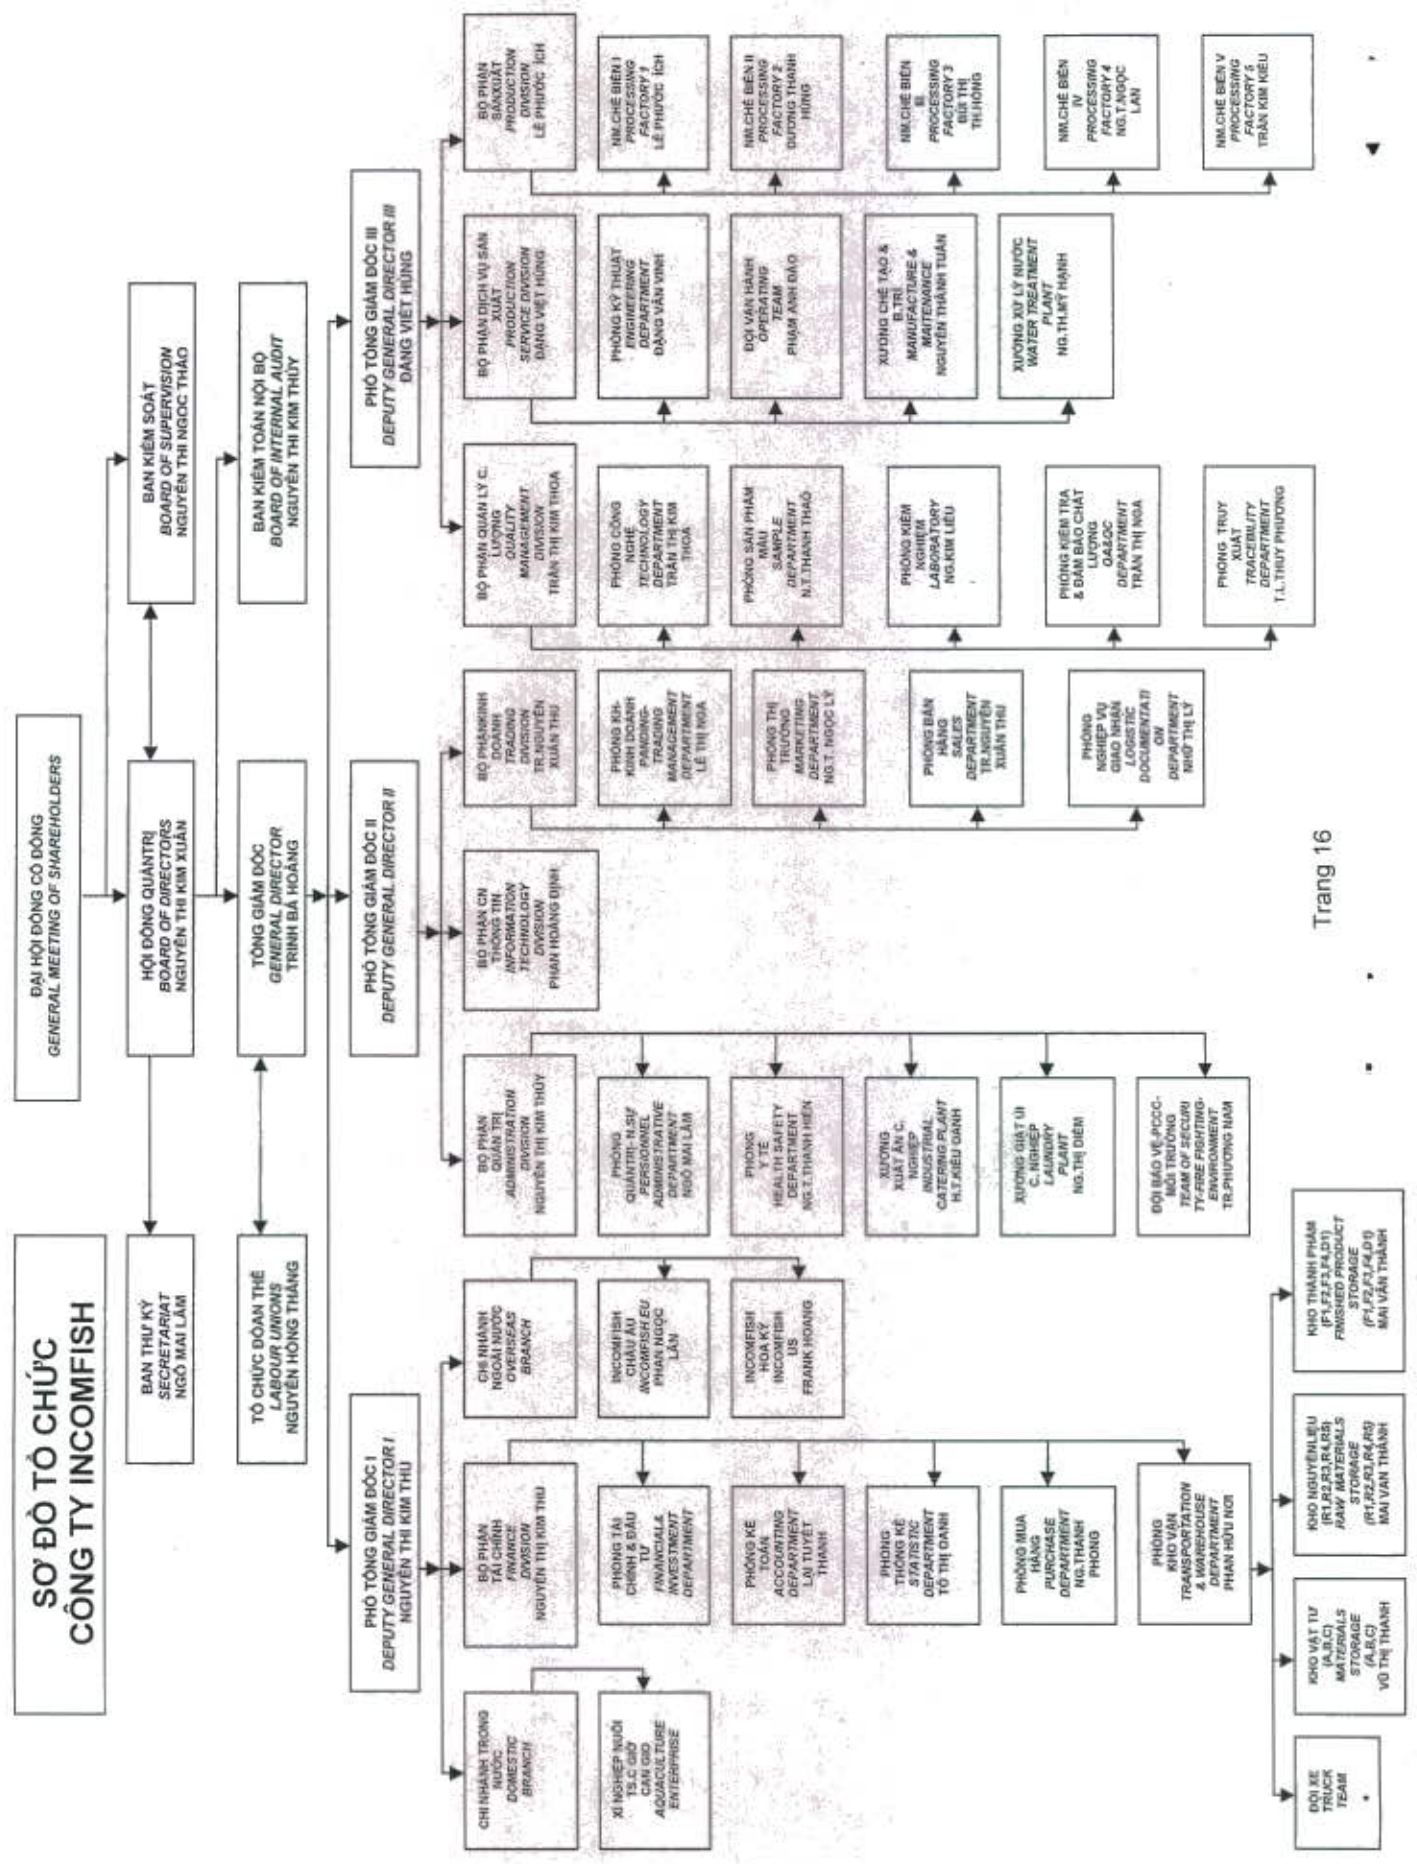 SƠ ĐỒ TỔ CHỨC
CÔNG TY INCOMFISH
ĐẠI HỘI ĐỒNG CỔ ĐÔNG
GENERAL MEETING OF SHAREHOLDERS
BAN THƯ KÝ
SECRETARIAT
NGÔ MAI LÂM
HỘI ĐỒNG QUẢNTRỊ
BOARD OF DIRECTORS
NGUYỄN THỊ KIM XUÂN
BAN KIỂM SOÁT
BOARD OF SUPERVISION
NGUYỄN THỊ NGỌC THẢO
TỔ CHỨC ĐÒAN THỂ
LABOUR UNIONS
NGUYỄN HỒNG THẮNG
TỔNG GIÁM ĐỐC
GENERAL DIRECTOR
TRỊNH BÁ HOÀNG
BAN KIỂM TOÁN NỘI BỘ
BOARD OF INTERNAL AUDIT
NGUYỄN THỊ KIM THÚY
PHÓ TỔNG GIÁM ĐỐC I
DEPUTY GENERAL DIRECTOR I
NGUYỄN THỊ KIM THU
PHÓ TỔNG GIÁM ĐỐC II
DEPUTY GENERAL DIRECTOR II
PHÓ TỔNG GIÁM ĐỐC III
DEPUTY GENERAL DIRECTOR III
ĐẶNG VIẾT HÙNG
CHI NHÁNH TRONG
NƯỚC
DOMESTIC
BRANCH
BỘ PHẬN
TÀI CHÍNH
FINANCE
DIVISION
NGUYỄN THỊ KIM THU
CHI NHÁNH
NGOÀI NƯỚC
OVERSEAS
BRANCH
BỘ PHẬN
QUẢN TRỊ
ADMINISTRATION
DIVISION
NGUYỄN THỊ KIM THÚY
BỘ PHẬN CN
THÔNG TIN
INFORMATION
TECHNOLOGY
DIVISION
PHAN HOÀNG ĐỊNH
BỘ PHẬNKINH
DOANH
TRADING
DIVISION
TR.NGUYÊN
XUÂN THU
BỘ PHẬN QUẢN LÝ C.
LƯỢNG
QUALITY
MANAGEMENT
DIVISION
TRẦN THỊ KIM THOA
BỘ PHẬN DỊCH VỤ SẢN
XUẤT
PRODUCTION
SERVICE DIVISION
ĐẶNG VIẾT HÙNG
BỘ PHẬN
SẢNXUẤT
PRODUCTION
DIVISION
LÊ PHƯỚC ÍCH
XÍ NGHIỆP NUÔI
TS.C GIỜ
CAN GIO
AQUACULTURE
ENTERPRISE
PHÒNG TÀI
CHÍNH & ĐẦU
TƯ
FINANCIAL&
INVESTMENT
DEPARTMENT
PHÒNG KẾ
TOÁN
ACCOUNTING
DEPARTMENT
LẠI TUYẾT
THANH
PHÒNG
THỐNG KÊ
STATISTIC
DEPARTMENT
TÔ THỊ DANH
PHÒNG MUA
HÀNG
PURCHASE
DEPARTMENT
NG.THANH
PHONG
PHÒNG
KHO VẬN
TRANSPORTATION
& WAREHOUSE
DEPARTMENT
PHAN HỮU NƠI
INCOMFISH
CHÂU ÂU
INCOMFISH EU
PHAN NGỌC
LÂN
INCOMFISH
HOA KỲ
INCOMFISH
US
FRANK HOANG
PHÒNG
QUẢNTRỊ- N.SỰ
PERSIONNEL
ADMINISTRATIVE
DEPARTMENT
NGÔ MAI LÂM
PHÒNG
Y TẾ
HEALTH SAFETY
DEPARTMENT
NG.T.THANH HIỀN
XƯỞNG
XUẤT ĂN C.
NGHIỆP
INDUSTRIAL
CATERING PLANT
H.T.KIỀU OANH
XƯỞNG GIẶT ỦI
C. NGHIỆP
LAUNDRY
PLANT
NG.THỊ DIỄM
ĐỘI BẢO VỆ-PCCC-
MÔI TRƯỜNG
TEAM OF SECURI
TY-FIRE FIGHTING-
ENVIRONMENT
TR.PHƯƠNG NAM
PHÒNG KH-
KINH DOANH
PANDING-
TRADING
MANAGEMENT
DEPARTMENT
LÊ THỊ NGA
PHÒNG THỊ
TRƯỜNG
MARKETING
DEPARTMENT
NG.T. NGỌC LÝ
PHÒNG BÁN
HÀNG
SALES
DEPARTMENT
TR.NGUYÊN
XUÂN THU
PHÒNG
NGHIỆP VỤ
GIAO NHẬN
LOGISTIC
DOCUMENTATI
ON
DEPARTMENT
NHỮ THỊ LÝ
PHÒNG CÔNG
NGHỆ
TECHNOLOGY
DEPARTMENT
TRẦN THỊ KIM
THOA
PHÒNG SẢN PHẨM
MẪU
SAMPLE
DEPARTMENT
N.T.THANH THẢO
PHÒNG KIỂM
NGHIỆM
LABORATORY
NG.KIM LIÊU
PHÒNG KIỂM TRA
& ĐẢM BẢO CHẤT
LƯỢNG
QA&QC
DEPARTMENT
TRẦN THỊ NGA
PHÒNG TRUY
XUẤT
TRACEBILITY
DEPARTMENT
T.L.THUY PHƯƠNG
PHÒNG KỸ THUẬT
ENGINEERING
DEPARTMENT
ĐẶNG VĂN VINH
ĐỘI VẬN HÀNH
OPERATING
TEAM
PHẠM ANH ĐÀO
XƯỞNG CHẾ TẠO &
B.TRÌ
MANUFACTURE &
MAITENANCE
NGUYỄN THÀNH TUẤN
XƯỞNG XỬ LÝ NƯỚC
WATER TREATMENT
PLANT
NG.TH.MỸ HẠNH
NM.CHẾ BIẾN I
PROCESSING
FACTORY 1
LÊ PHƯỚC ÍCH
NM.CHẾ BIẾN II
PROCESSING
FACTORY 2
DƯƠNG THANH
HÙNG
NM.CHẾ BIẾN
III
PROCESSING
FACTORY 3
BÙI THỊ
TH.HỒNG
NM.CHẾ BIẾN
IV
PROCESSING
FACTORY 4
NG.T.NGỌC
LAN
NM.CHẾ BIẾN V
PROCESSING
FACTORY 5
TRẦN KIM KIỀU
ĐỘI XE
TRUCK
TEAM
KHO VẬT TƯ
(A,B,C)
MATERIALS
STORAGE
(A,B,C)
VŨ THỊ THANH
KHO NGUYÊNLIỆU
(R1,R2,R3,R4,R5)
RAW MATERIALS
STORAGE
(R1,R2,R3,R4,R5)
MAI VAN THÀNH
KHO THÀNH PHẨM
(F1,F2,F3,F4,D1)
FINISHED PRODUCT
STORAGE
(F1,F2,F3,F4,D1)
MAI VĂN THÀNH
Trang 16